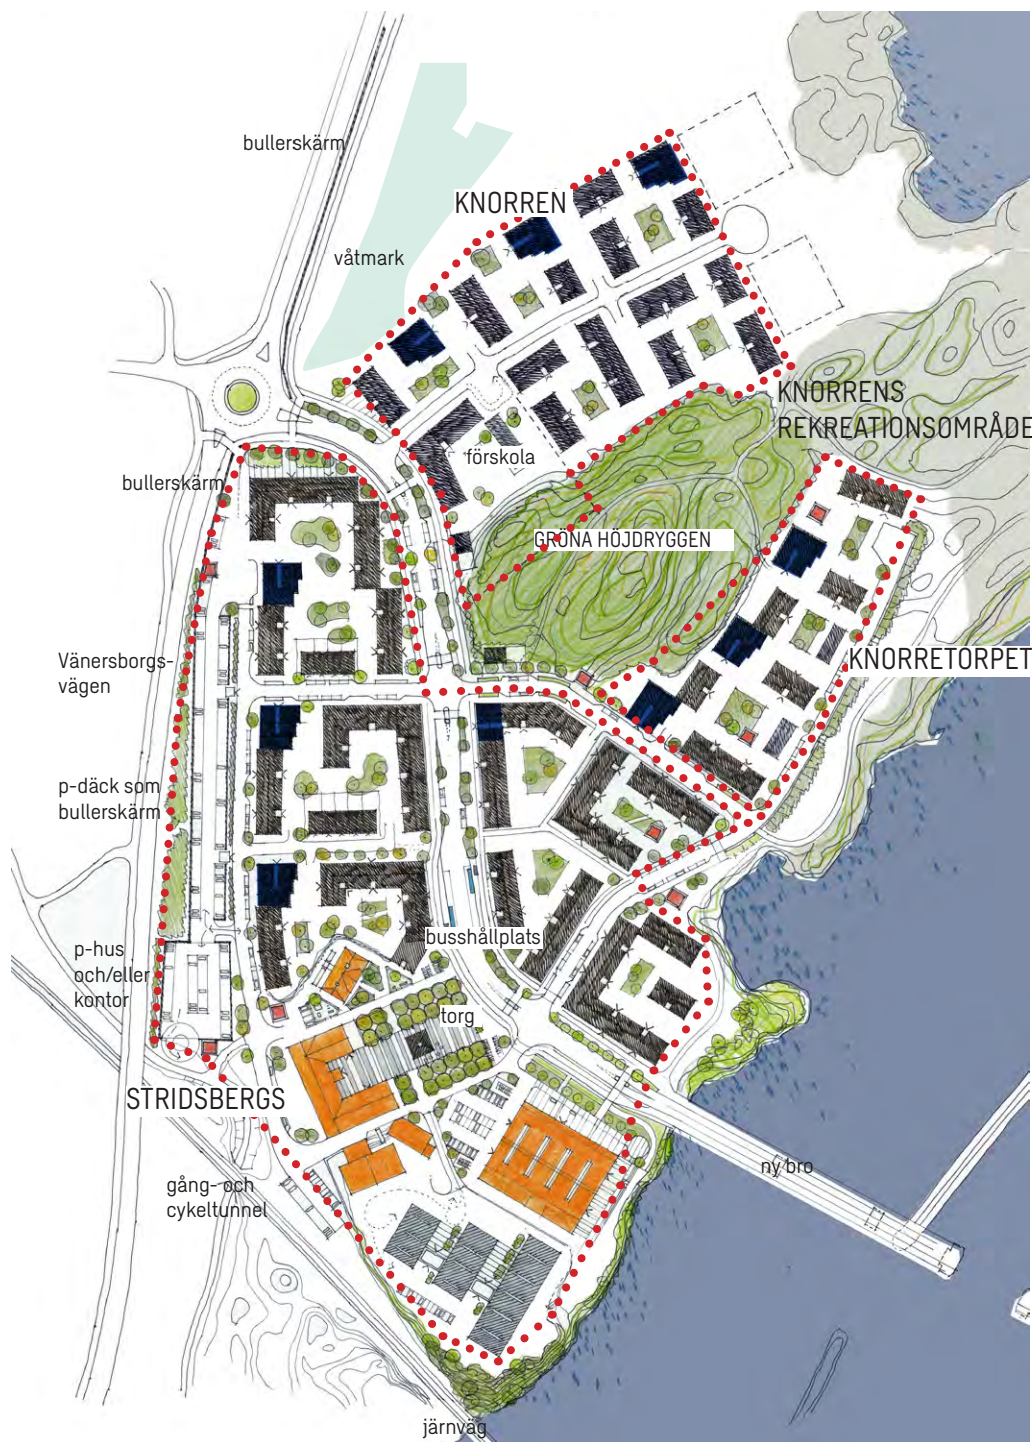 bullerskärm
KNORREN
våtmark
KNORRENS
REKREATIONSOMRÅDE
förskola
bullerskärm
GRÖNA HÖJDRYGGEN
Vänersborgs-
vägen
KNORRETORPET
p-däck som
bullerskärm
busshållplats
p-hus
och/eller
kontor
torg
STRIDSBERGS
ny bro
gång- och
cykeltunnel
järnväg